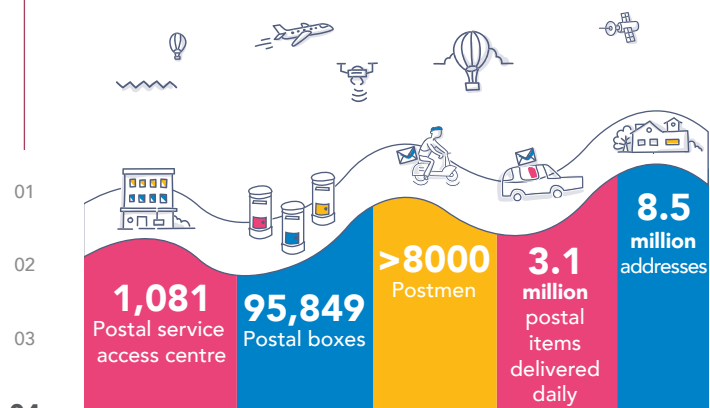 01
02
03
1,081
Postal service
access centre
95,849
Postal boxes
>8000
Postmen
3.1
million
postal
items
delivered
daily
8.5
million
addresses